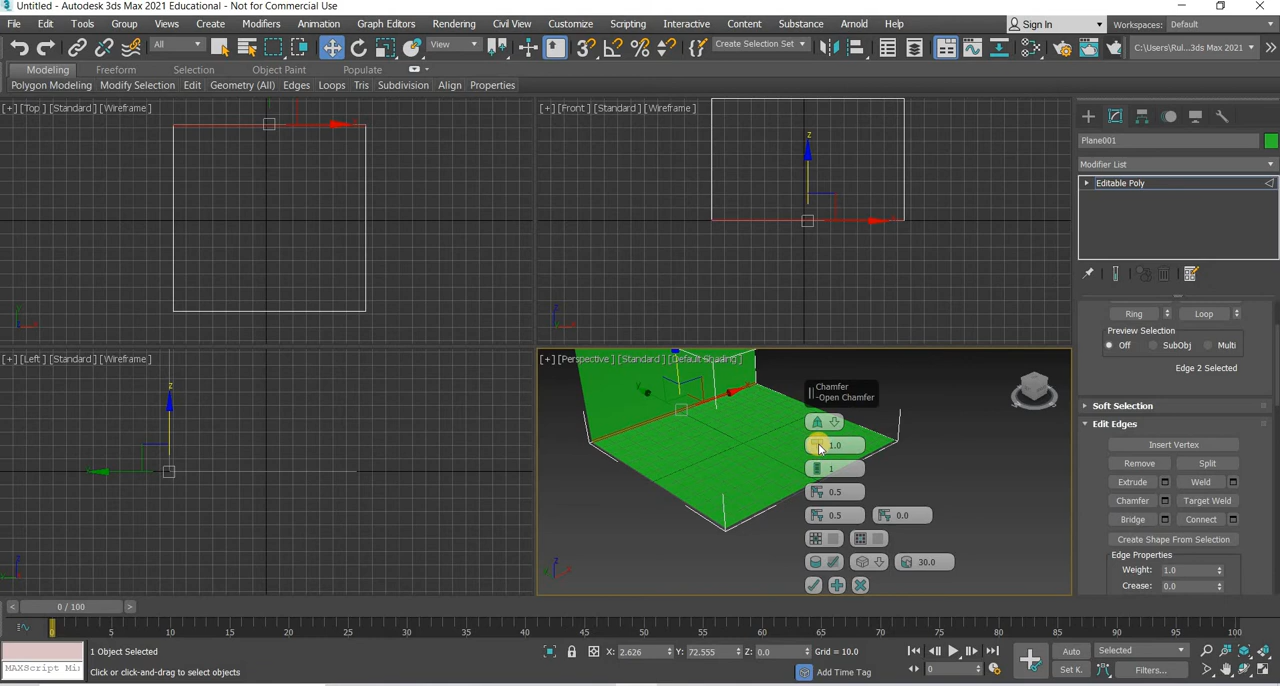 Untitled - Autodesk 3ds Max 2021 Educational - Not for Commercial Use
File Edit Tools Group Views Create Modifiers Animation Graph Editors Rendering Civil View Customize Scripting Interactive Content Substance Arnold Help Sign In Workspaces: Default
All View Create Selection Set C:\Users\Rul...3ds Max 2021
Modeling Freeform Selection Object Paint Populate
Polygon Modeling Modify Selection Edit Geometry (All) Edges Loops Tris Subdivision Align Properties
[+] [Top ] [Standard ] [Wireframe ]
[+] [Front ] [Standard ] [Wireframe ]
z
[+] [Left ] [Standard ] [Wireframe ]
z
[+] [Perspective ] [Standard ] [Default Shading ]
Chamfer
-Open Chamfer
1.0
1
0.5
0.5 0.0
30.0
Plane001
Modifier List
Editable Poly
Ring Loop
Preview Selection
Off SubObj Multi
Edge 2 Selected
Soft Selection
Edit Edges
Insert Vertex
Remove Split
Extrude Weld
Chamfer Target Weld
Bridge Connect
Create Shape From Selection
Edge Properties
Weight: 1.0
Crease: 0.0
< 0 / 100 >
0 5 10 15 20 25 30 35 40 45 50 55 60 65 70 75 80 85 90 95 100
1 Object Selected X: 2.626 Y: 72.555 Z: 0.0 Grid = 10.0 Auto Selected
MAXScript Mi: Click or click-and-drag to select objects Add Time Tag 0 Set K. Filters...